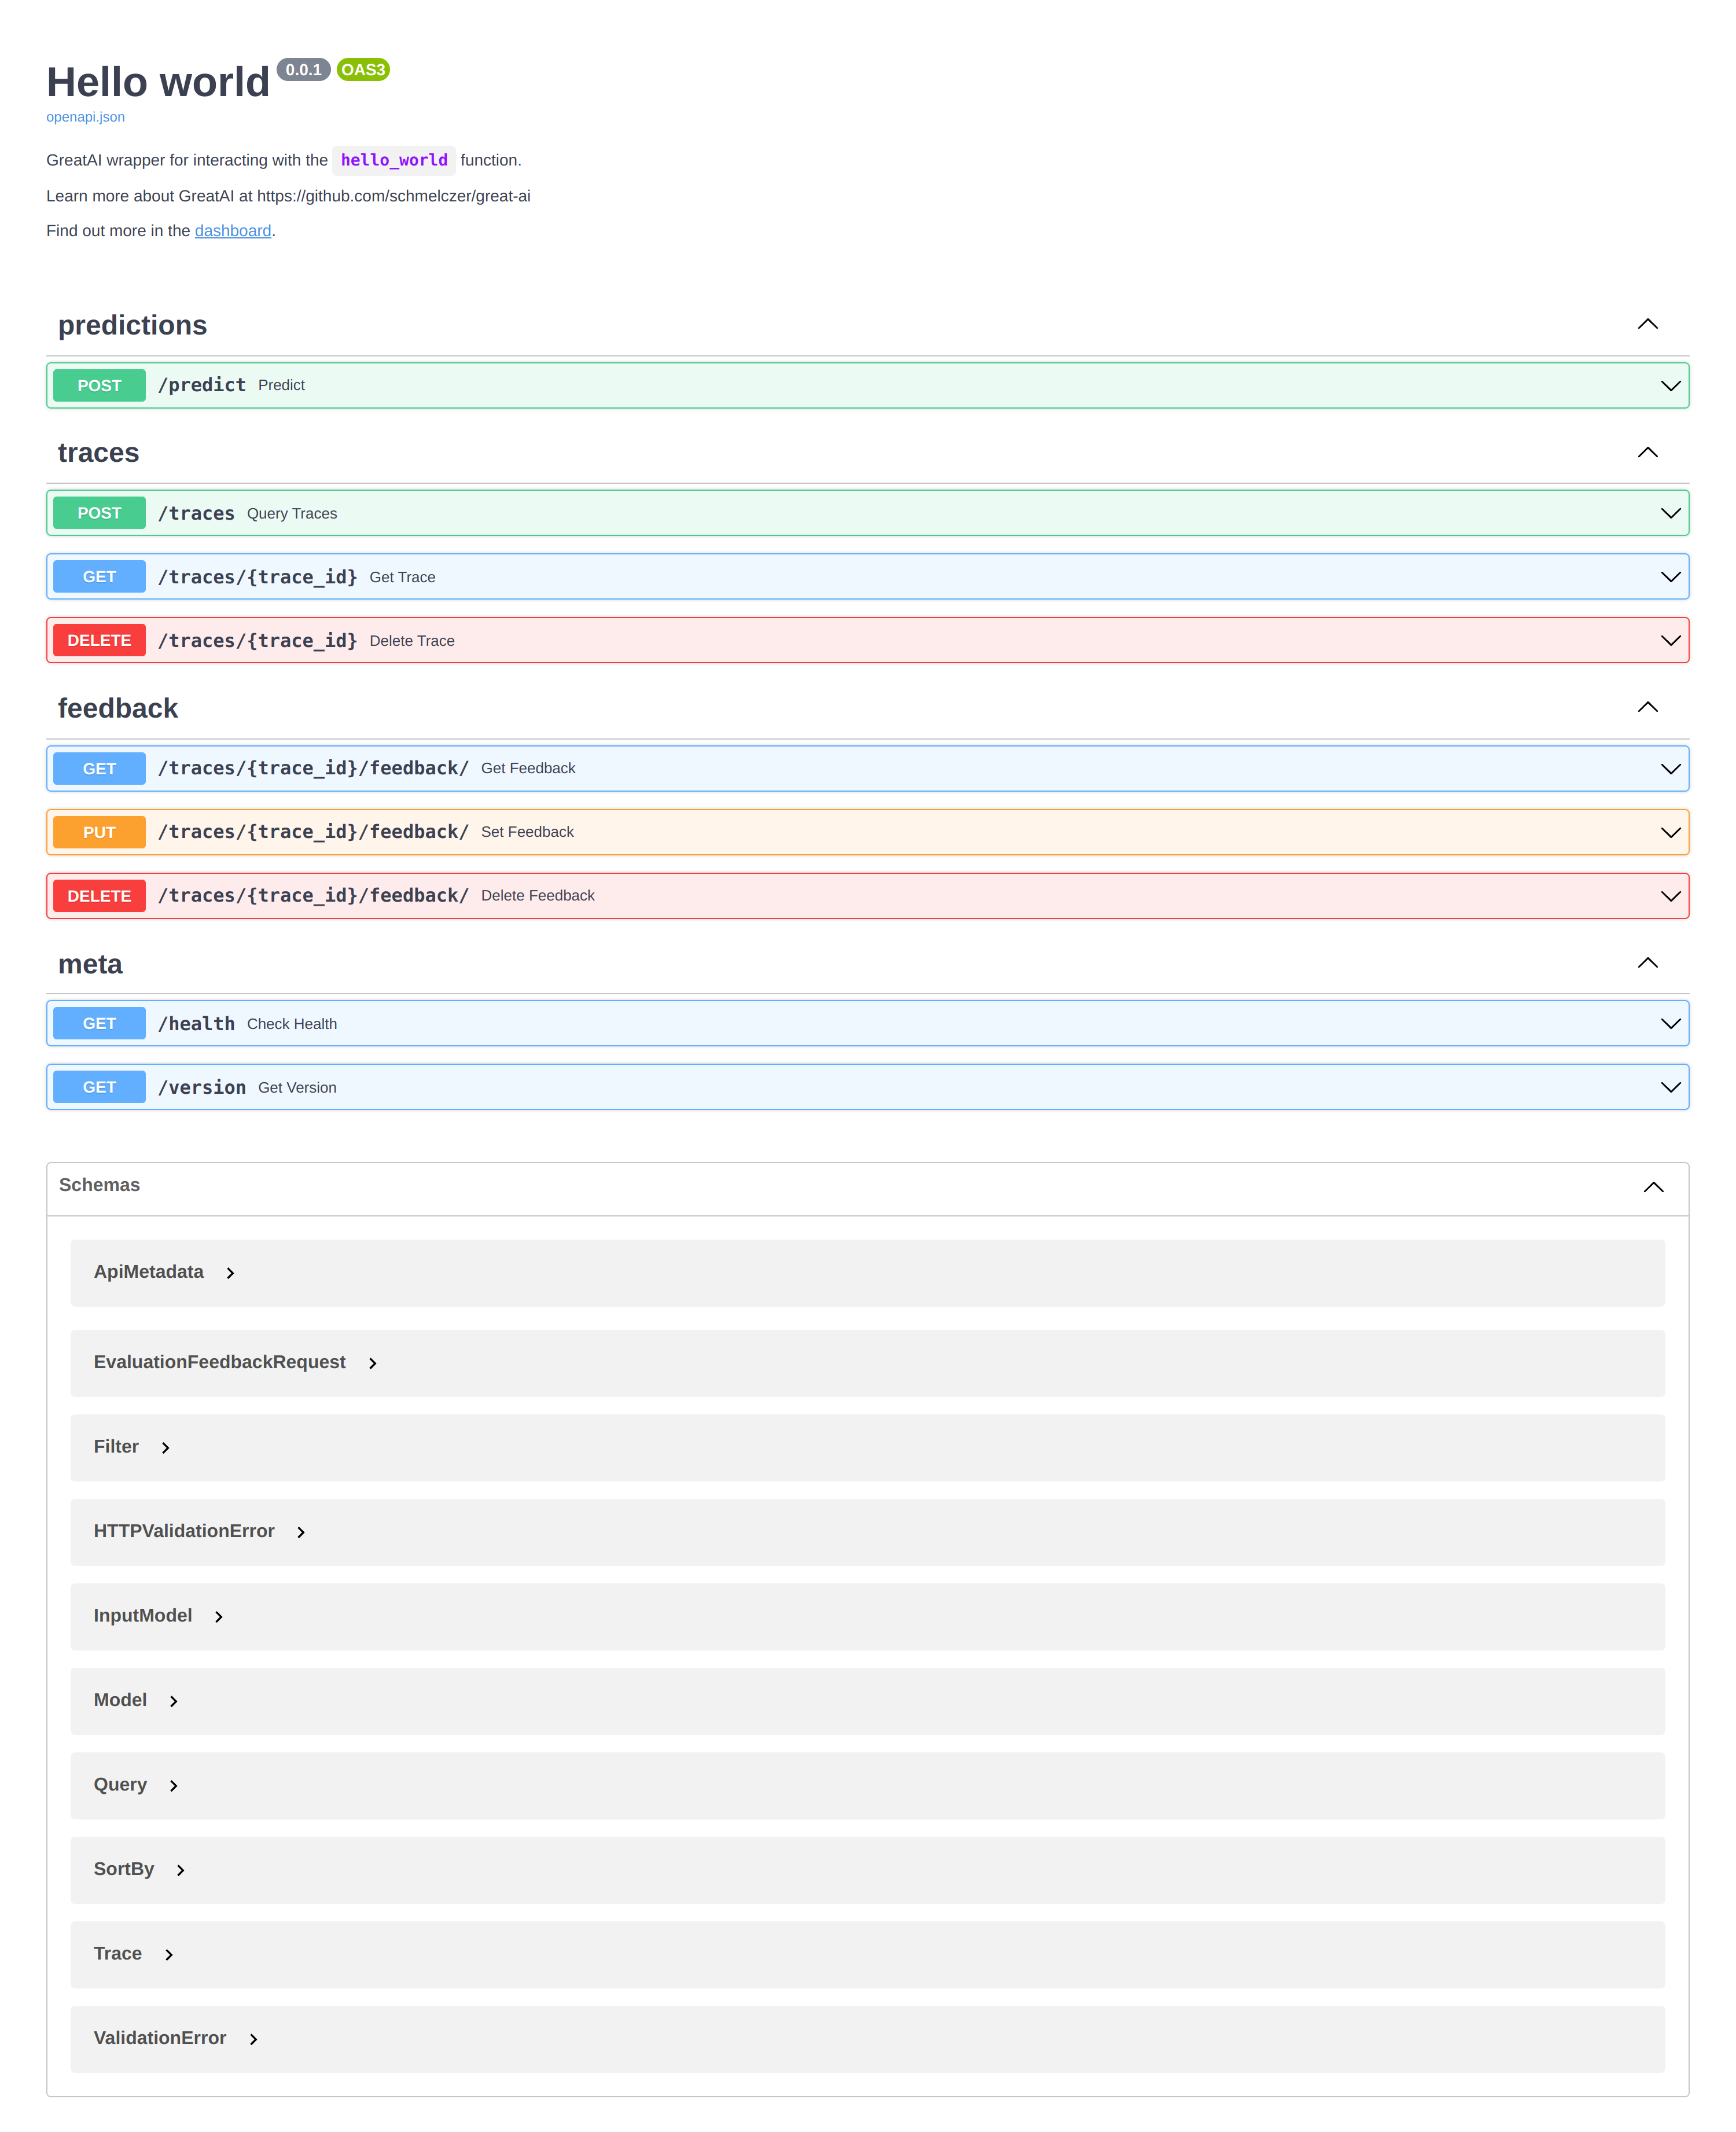 Hello world 0.0.1 OAS3
openapi.json
GreatAI wrapper for interacting with the hello_world function.
Learn more about GreatAI at https://github.com/schmelczer/great-ai
Find out more in the dashboard.
predictions
POST /predict Predict
traces
POST /traces Query Traces
GET /traces/{trace_id} Get Trace
DELETE /traces/{trace_id} Delete Trace
feedback
GET /traces/{trace_id}/feedback/ Get Feedback
PUT /traces/{trace_id}/feedback/ Set Feedback
DELETE /traces/{trace_id}/feedback/ Delete Feedback
meta
GET /health Check Health
GET /version Get Version
Schemas
ApiMetadata
EvaluationFeedbackRequest
Filter
HTTPValidationError
InputModel
Model
Query
SortBy
Trace
ValidationError